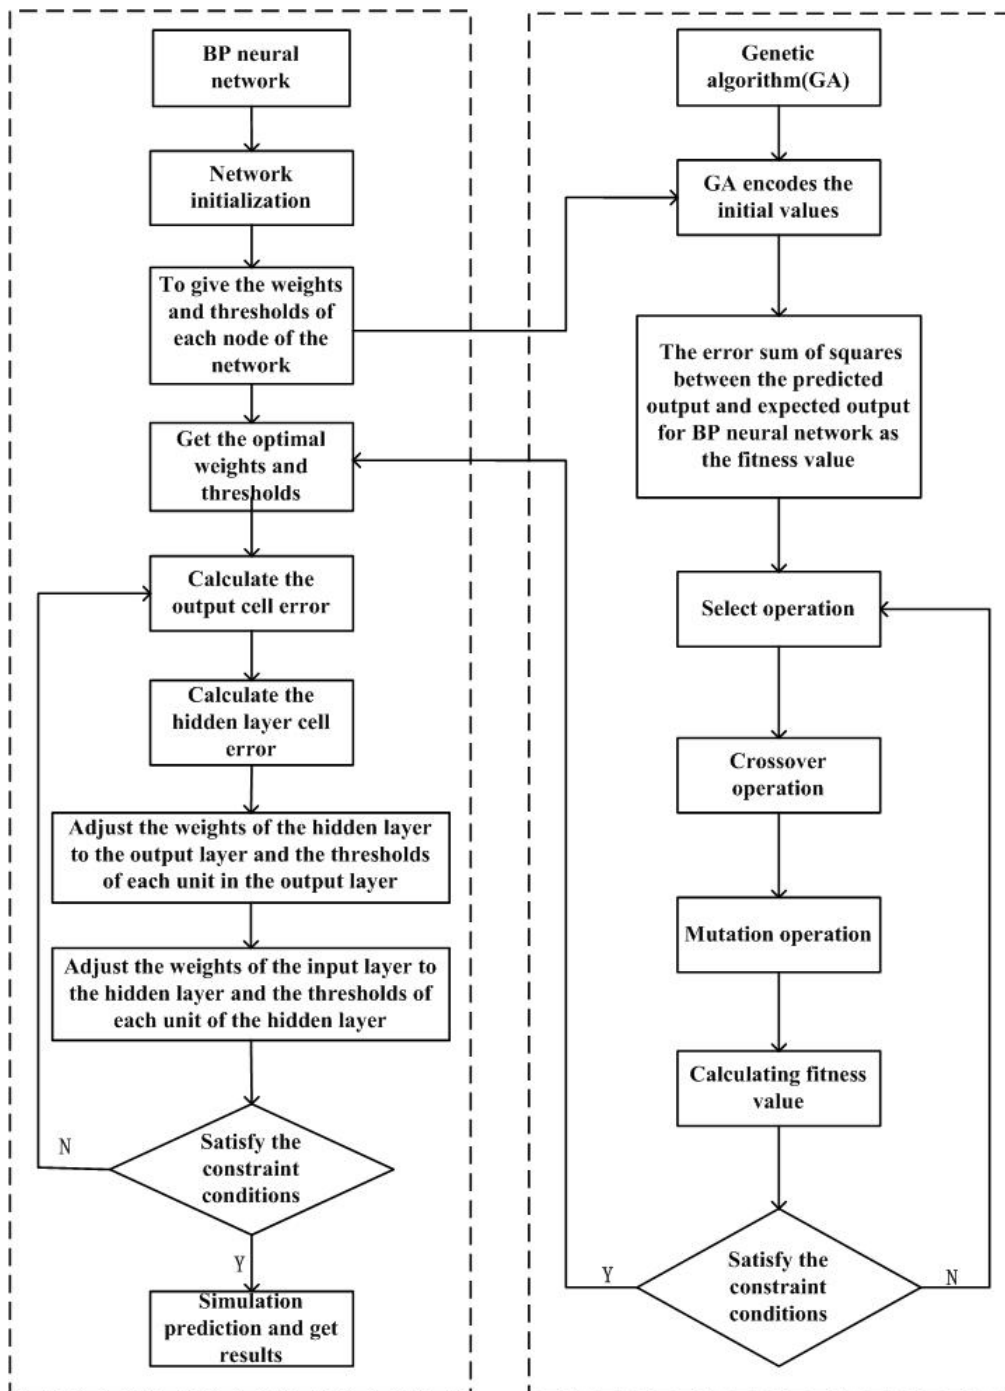 BP neural
network
Network
initialization
To give the weights
and thresholds of
each node of the
network
Get the optimal
weights and
thresholds
Calculate the
output cell error
Calculate the
hidden layer cell
error
Adjust the weights of the hidden layer
to the output layer and the thresholds
of each unit in the output layer
Adjust the weights of the input layer to
the hidden layer and the thresholds of
each unit of the hidden layer
N
Satisfy the
constraint
conditions
Y
Simulation
prediction and get
results
Genetic
algorithm(GA)
GA encodes the
initial values
The error sum of squares
between the predicted
output and expected output
for BP neural network as
the fitness value
Select operation
Crossover
operation
Mutation operation
Calculating fitness
value
Y
Satisfy the
constraint
conditions
N